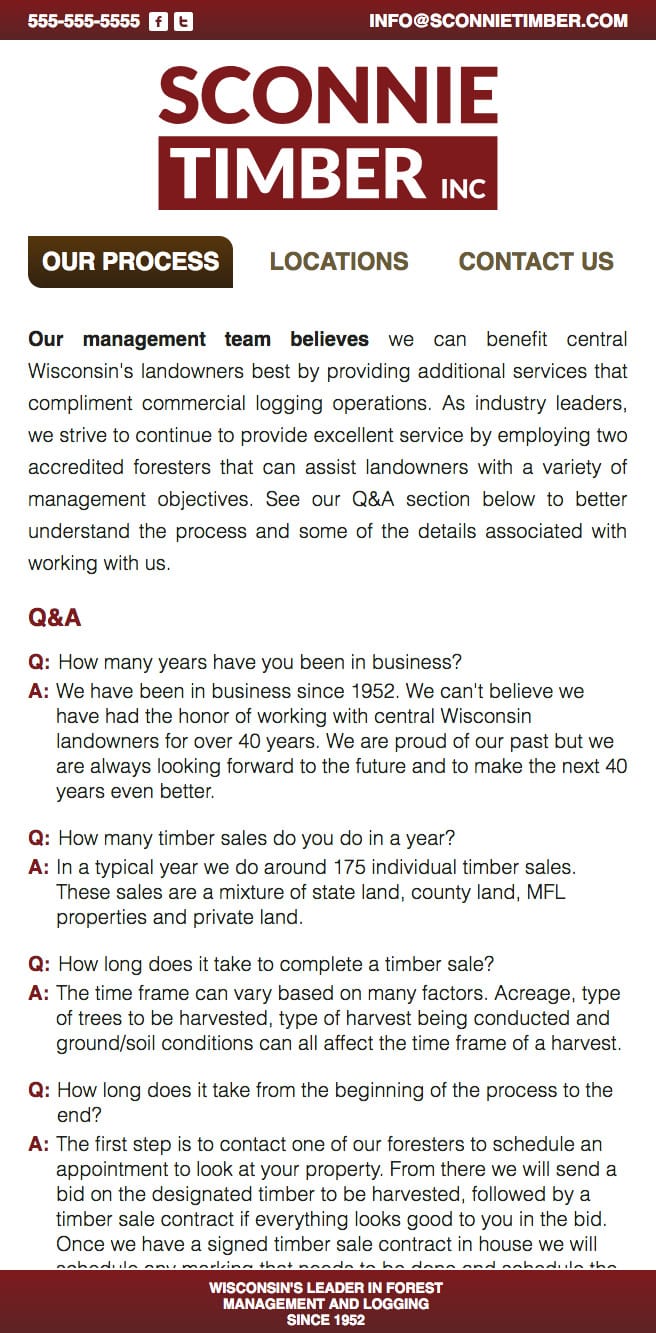 555-555-5555 INFO@SCONNIETIMBER.COM
SCONNIE
TIMBER INC
OUR PROCESS LOCATIONS CONTACT US
Our management team believes we can benefit central
Wisconsin's landowners best by providing additional services that
compliment commercial logging operations. As industry leaders,
we strive to continue to provide excellent service by employing two
accredited foresters that can assist landowners with a variety of
management objectives. See our Q&A section below to better
understand the process and some of the details associated with
working with us.
Q&A
Q: How many years have you been in business?
A: We have been in business since 1952. We can't believe we
have had the honor of working with central Wisconsin
landowners for over 40 years. We are proud of our past but we
are always looking forward to the future and to make the next 40
years even better.
Q: How many timber sales do you do in a year?
A: In a typical year we do around 175 individual timber sales.
These sales are a mixture of state land, county land, MFL
properties and private land.
Q: How long does it take to complete a timber sale?
A: The time frame can vary based on many factors. Acreage, type
of trees to be harvested, type of harvest being conducted and
ground/soil conditions can all affect the time frame of a harvest.
Q: How long does it take from the beginning of the process to the
end?
A: The first step is to contact one of our foresters to schedule an
appointment to look at your property. From there we will send a
bid on the designated timber to be harvested, followed by a
timber sale contract if everything looks good to you in the bid.
Once we have a signed timber sale contract in house we will
schedule any marking that needs to be done and schedule the
WISCONSIN'S LEADER IN FOREST
MANAGEMENT AND LOGGING
SINCE 1952